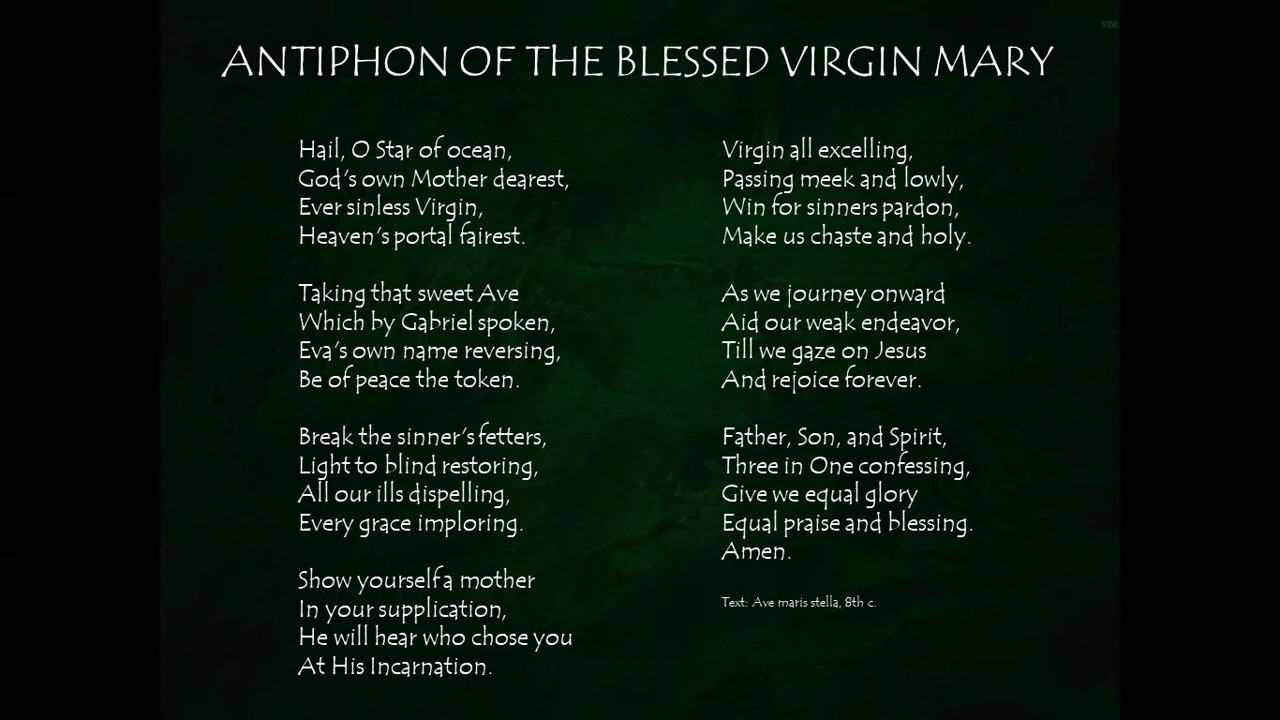 ANTIPHON OF THE BLESSED VIRGIN MARY
Hail, O Star of ocean,
God's own Mother dearest,
Ever sinless Virgin,
Heaven's portal fairest.
Taking that sweet Ave
Which by Gabriel spoken,
Eva's own name reversing,
Be of peace the token.
Break the sinner's fetters,
Light to blind restoring,
All our ills dispelling,
Every grace imploring.
Show yourself a mother
In your supplication,
He will hear who chose you
At His Incarnation.
Virgin all excelling,
Passing meek and lowly,
Win for sinners pardon,
Make us chaste and holy.
As we journey onward
Aid our weak endeavor,
Till we gaze on Jesus
And rejoice forever.
Father, Son, and Spirit,
Three in One confessing,
Give we equal glory
Equal praise and blessing.
Amen.
Text: Ave maris stella, 8th c.